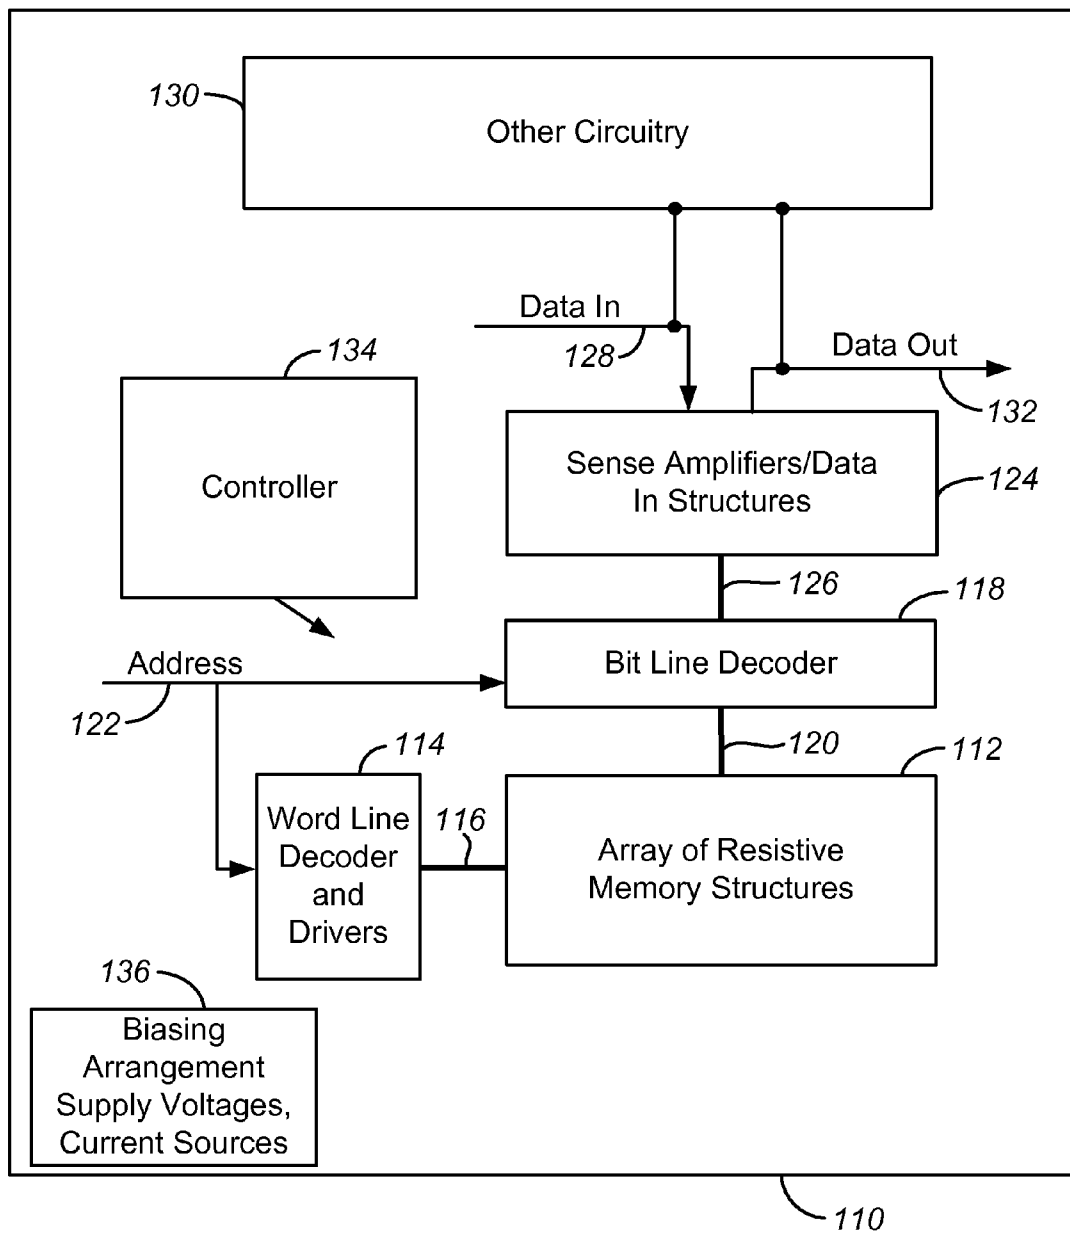 130
Other Circuitry
Data In
128
Data Out
132
134
Controller
Sense Amplifiers/Data
In Structures
124
126
118
Address
122
Bit Line Decoder
114
120
112
Word Line
Decoder
and
Drivers
116
Array of Resistive
Memory Structures
136
Biasing
Arrangement
Supply Voltages,
Current Sources
110